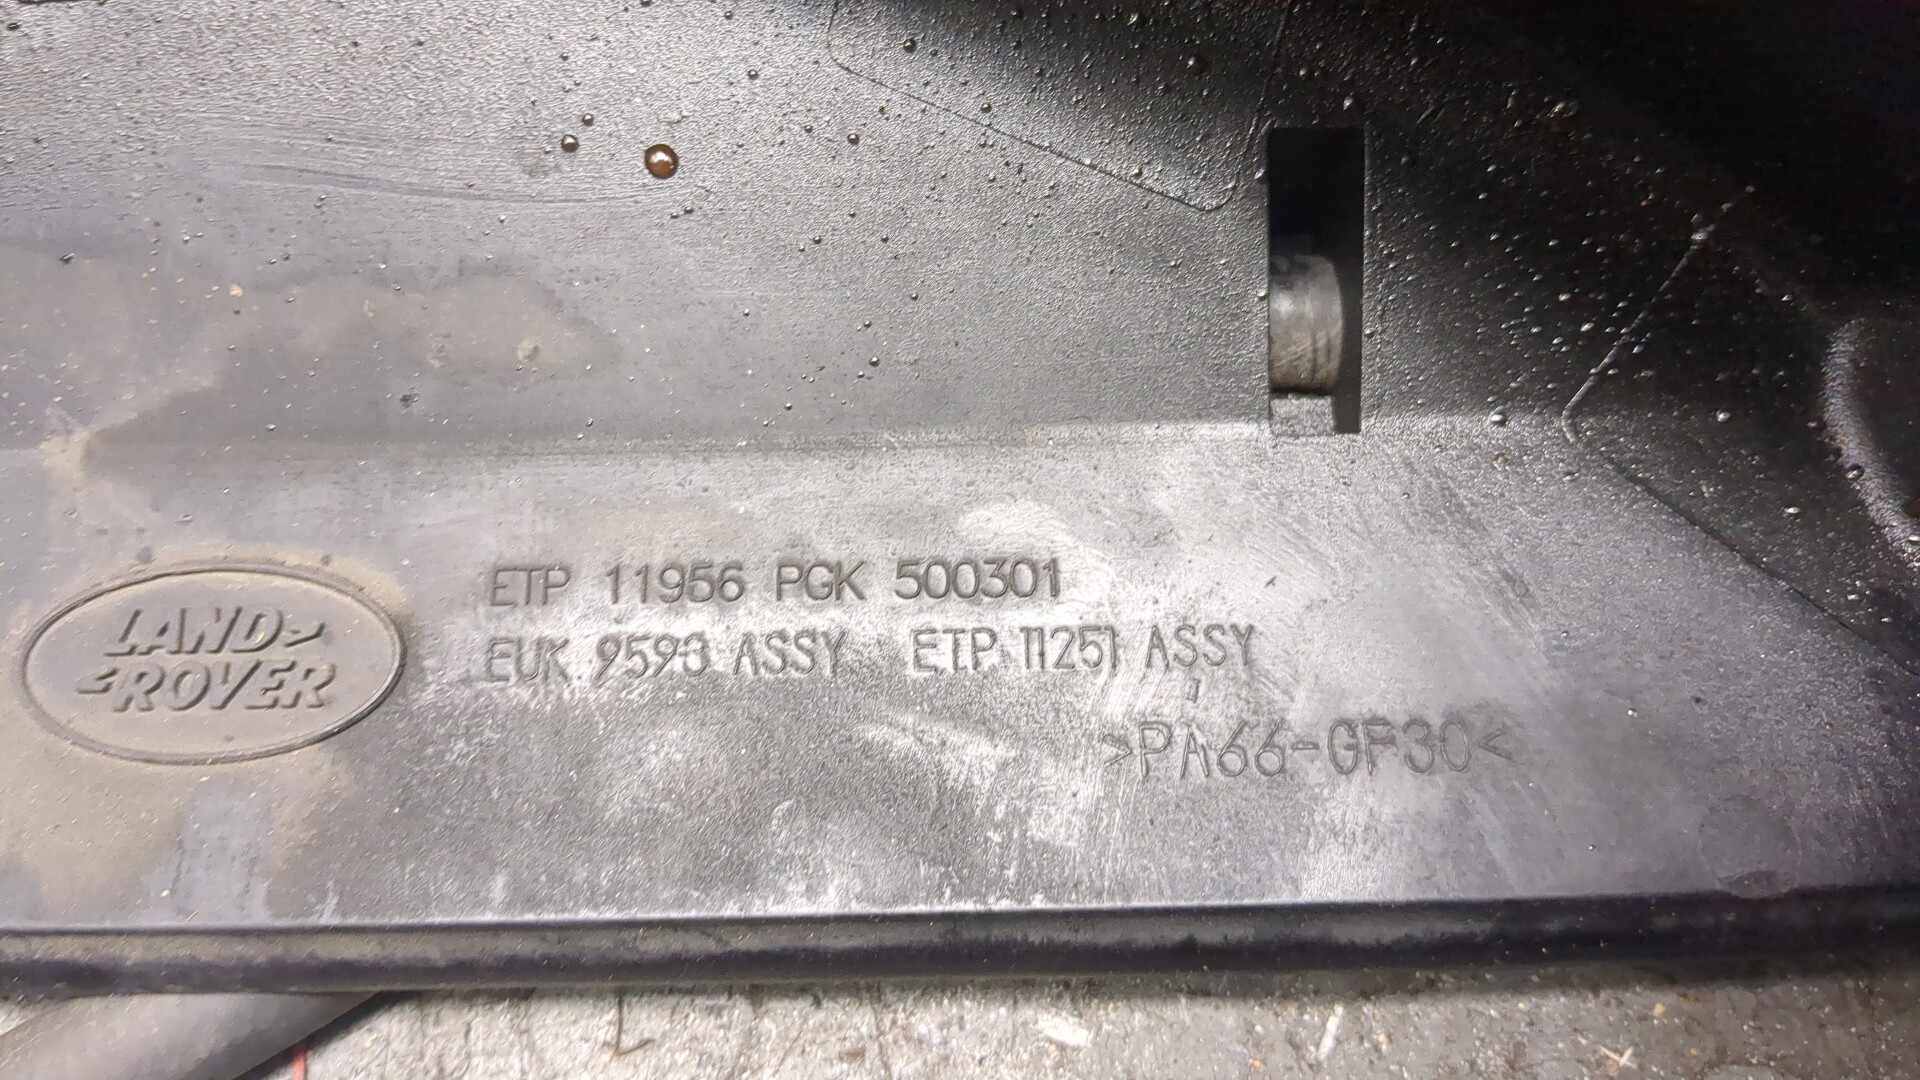 LAND
ROVER
ETP 11956 PGK 500301
EUK 9593 ASSY ETP 11251 ASSY
>PA66-GF30<